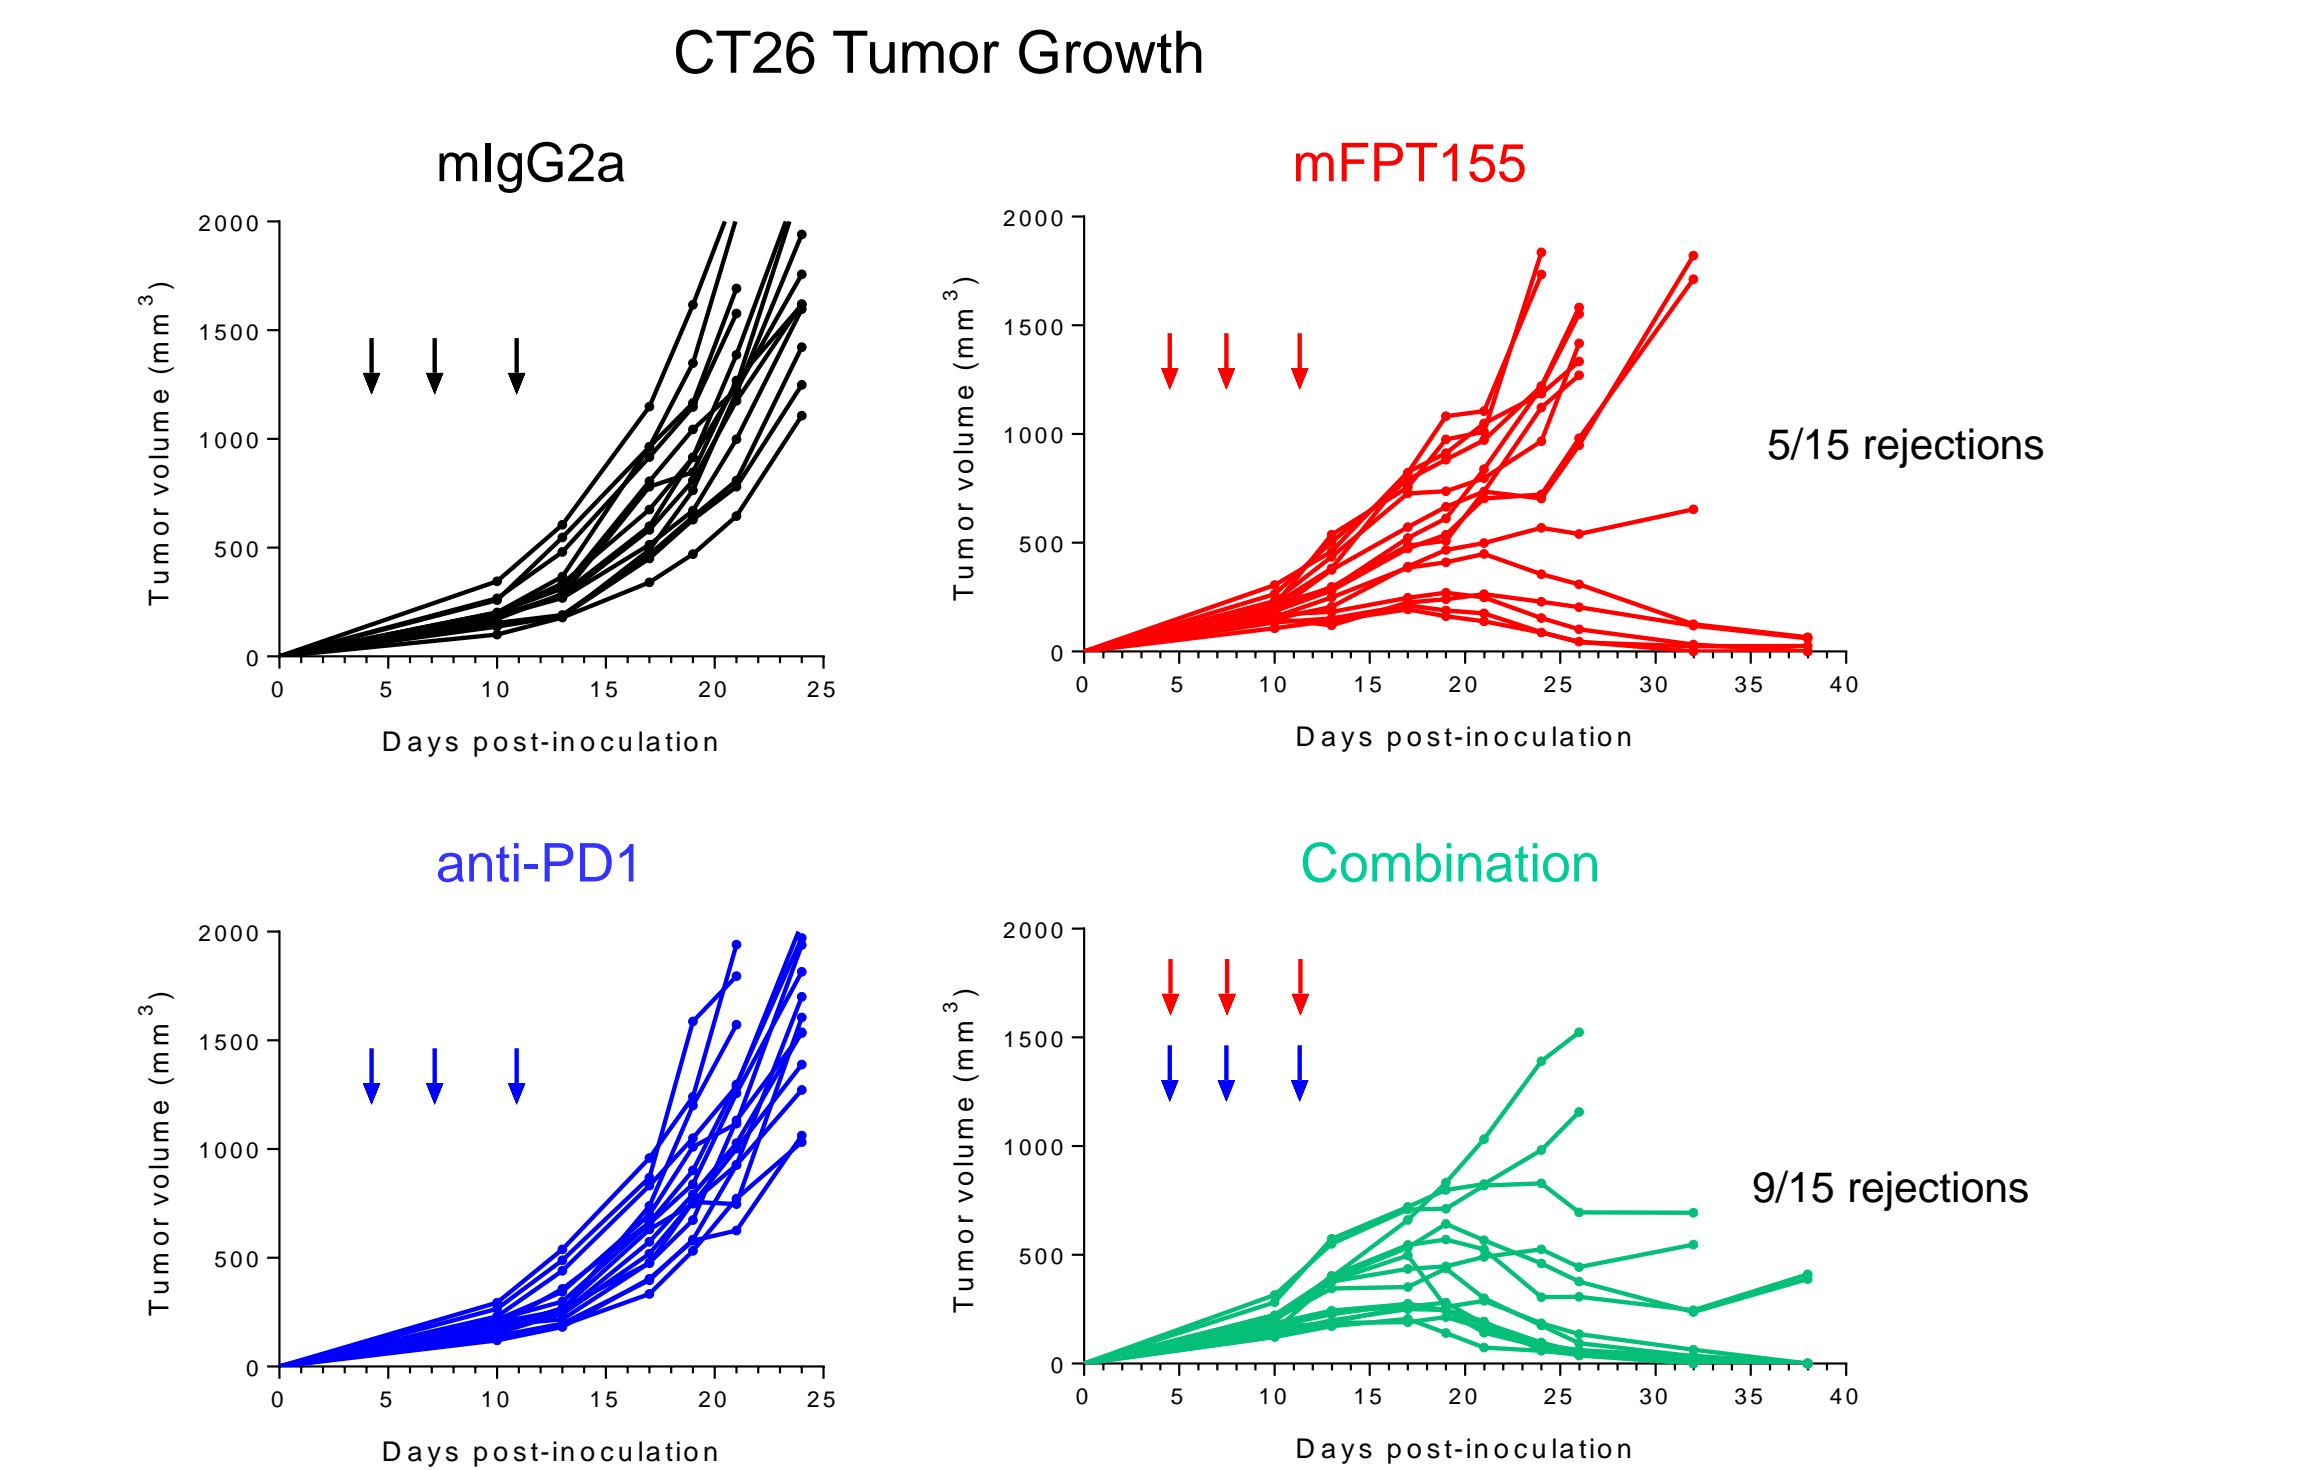 CT26 Tumor Growth
mIgG2a
2000
1500
1000
500
0
Tumor volume (mm3)
0 5 10 15 20 25
Days post-inoculation
mFPT155
2000
1500
1000
500
0
Tumor volume (mm3)
0 5 10 15 20 25 30 35 40
Days post-inoculation
5/15 rejections
anti-PD1
2000
1500
1000
500
0
Tumor volume (mm3)
0 5 10 15 20 25
Days post-inoculation
Combination
2000
1500
1000
500
0
Tumor volume (mm3)
0 5 10 15 20 25 30 35 40
Days post-inoculation
9/15 rejections